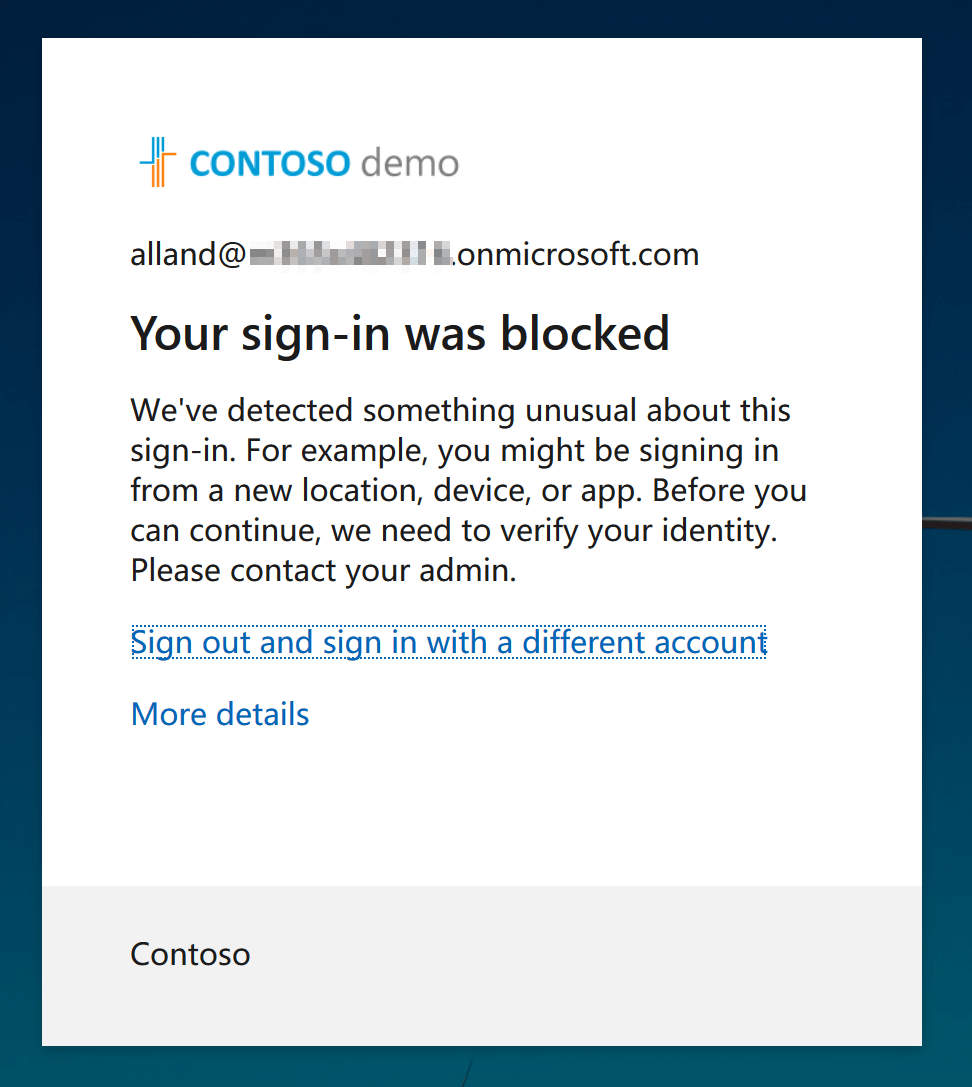 CONTOSO demo
alland@ .onmicrosoft.com
Your sign-in was blocked
We've detected something unusual about this
sign-in. For example, you might be signing in
from a new location, device, or app. Before you
can continue, we need to verify your identity.
Please contact your admin.
Sign out and sign in with a different account
More details
Contoso